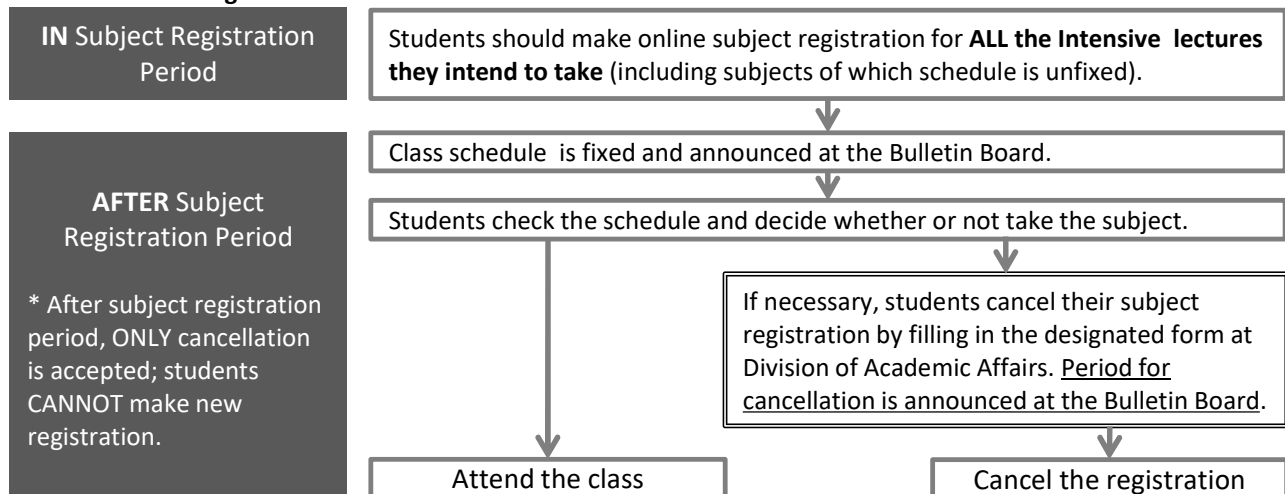 IN Subject Registration
Period
Students should make online subject registration for ALL the Intensive lectures
they intend to take (including subjects of which schedule is unfixed).
AFTER Subject
Registration Period
* After subject registration
period, ONLY cancellation
is accepted; students
CANNOT make new
registration.
Class schedule is fixed and announced at the Bulletin Board.
Students check the schedule and decide whether or not take the subject.
If necessary, students cancel their subject
registration by filling in the designated form at
Division of Academic Affairs. Period for
cancellation is announced at the Bulletin Board.
Attend the class
Cancel the registration